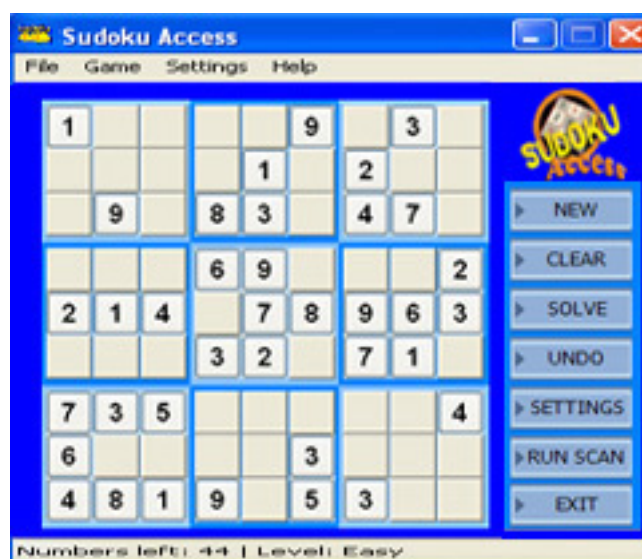 Sudoku Access
File Game Settings Help
SUDOKU
Access
1 9 3
1 2
9 8 3 4 7
6 9 2
2 1 4 7 8 9 6 3
3 2 7 1
7 3 5 4
6 3
4 8 1 9 5 3
NEW
CLEAR
SOLVE
UNDO
SETTINGS
RUN SCAN
EXIT
Numbers left: 44 | Level: Easy